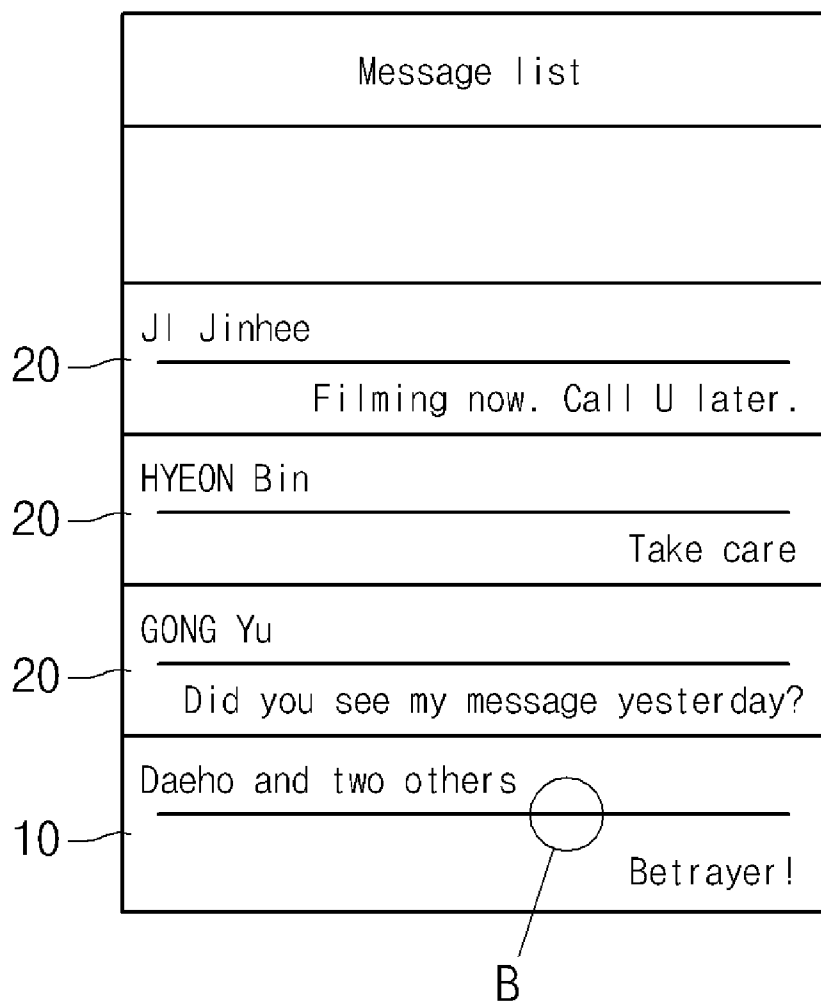 Message list
JI Jinhee
20
Filming now. Call U later.
HYEON Bin
20
Take care
GONG Yu
20
Did you see my message yesterday?
Daeho and two others
10
Betrayer!
B